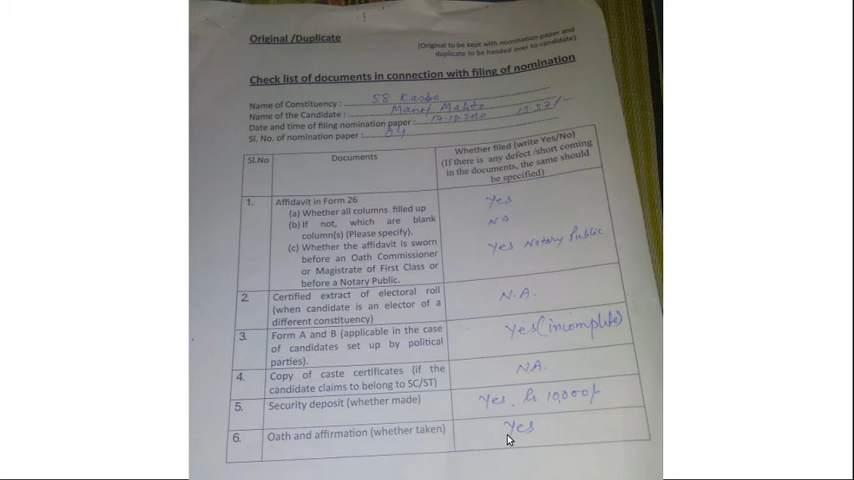 Original /Duplicate
(Original to be kept with nomination paper and
duplicate to be handed over to candidate)
Check list of documents in connection with filing of nomination
Name of Constituency : 58 Kasba
Name of the Candidate : Manoj Mahto
Date and time of filing nomination paper : 17.10.
Sl. No. of nomination paper : 04
Sl.No Documents Whether filed (write Yes/No)
(If there is any defect /short coming
in the documents, the same should
be specified)
1. Affidavit in Form 26
(a) Whether all columns filled up Yes
(b) If not, which are blank NA
column(s) (Please specify).
(c) Whether the affidavit is sworn Yes Notary Public
before an Oath Commissioner
or Magistrate of First Class or
before a Notary Public.
2. Certified extract of electoral roll N.A.
(when candidate is an elector of a
different constituency)
3. Form A and B (applicable in the case Yes (incomplete)
of candidates set up by political
parties).
4. Copy of caste certificates (if the NA.
candidate claims to belong to SC/ST)
5. Security deposit (whether made) Yes, Rs 10,000/-
6. Oath and affirmation (whether taken) Yes